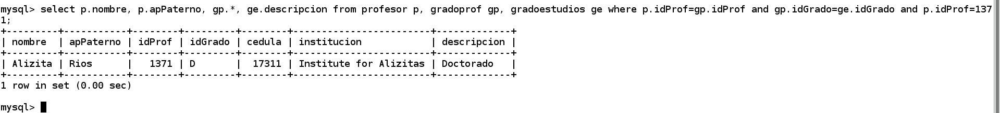 mysql> select p.nombre, p.apPaterno, gp.*, ge.descripcion from profesor p, gradoprof gp, gradoestudios ge where p.idProf=gp.idProf and gp.idGrado=ge.idGrado and p.idProf=137
1;
+---------+-----------+--------+---------+--------+------------------------+-------------+
| nombre  | apPaterno | idProf | idGrado | cedula | institucion            | descripcion |
+---------+-----------+--------+---------+--------+------------------------+-------------+
| Alizita | Rios      |   1371 | D       |  17311 | Institute for Alizitas | Doctorado   |
+---------+-----------+--------+---------+--------+------------------------+-------------+
1 row in set (0.00 sec)
mysql>